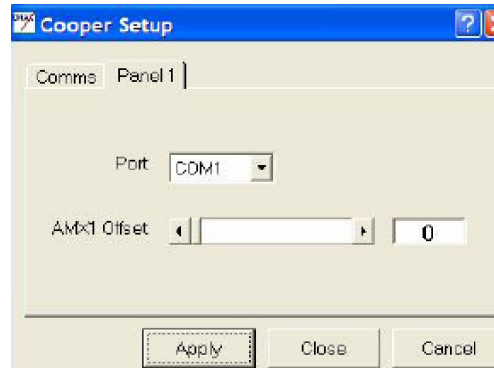 Cooper Setup
Comms Panel 1
Port COM1
AMX1 Offset 0
Apply Close Cancel